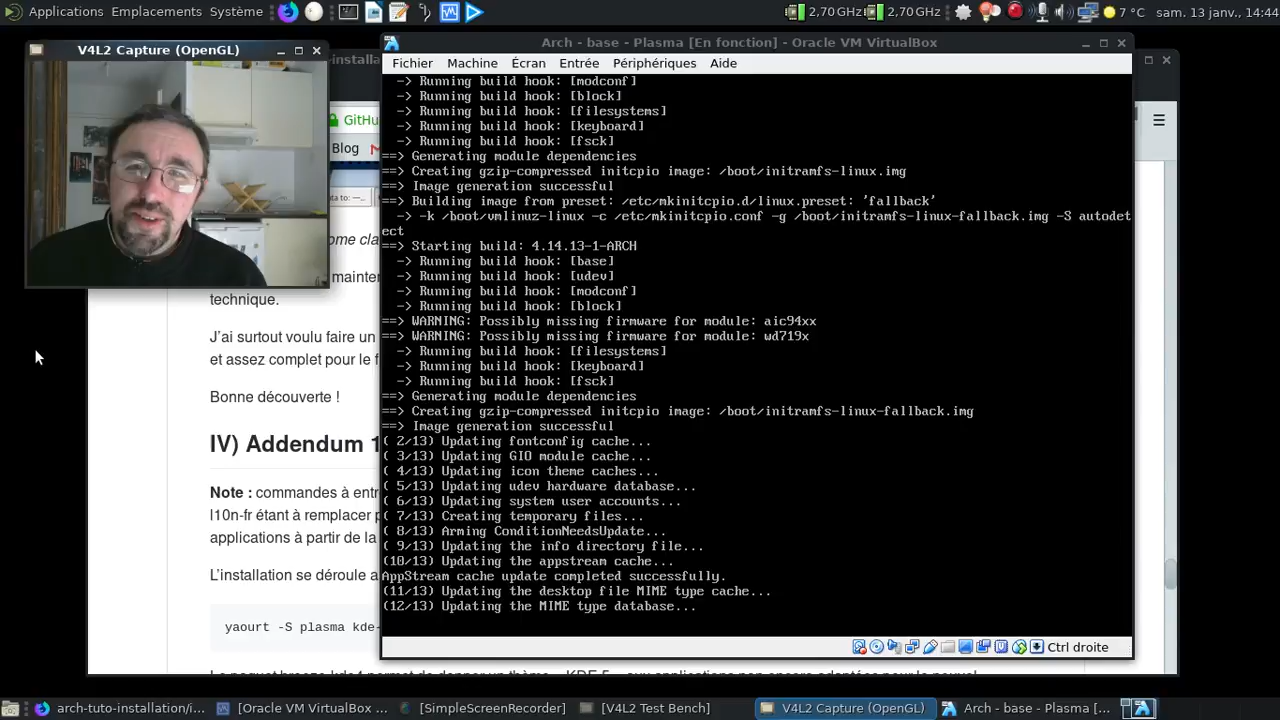 Applications Emplacements Système
2,70 GHz 2,70 GHz 7 °C sam. 13 janv., 14:44
V4L2 Capture (OpenGL)
Arch - base - Plasma [En fonction] - Oracle VM VirtualBox
Fichier Machine Écran Entrée Périphériques Aide
-> Running build hook: [modconf]
-> Running build hook: [block]
-> Running build hook: [filesystems]
-> Running build hook: [keyboard]
-> Running build hook: [fsck]
==> Generating module dependencies
==> Creating gzip-compressed initcpio image: /boot/initramfs-linux.img
==> Image generation successful
==> Building image from preset: /etc/mkinitcpio.d/linux.preset: 'fallback'
-> -k /boot/vmlinuz-linux -c /etc/mkinitcpio.conf -g /boot/initramfs-linux-fallback.img -S autodet
ect
==> Starting build: 4.14.13-1-ARCH
-> Running build hook: [base]
-> Running build hook: [udev]
-> Running build hook: [modconf]
-> Running build hook: [block]
==> WARNING: Possibly missing firmware for module: aic94xx
==> WARNING: Possibly missing firmware for module: wd719x
-> Running build hook: [filesystems]
-> Running build hook: [keyboard]
-> Running build hook: [fsck]
==> Generating module dependencies
==> Creating gzip-compressed initcpio image: /boot/initramfs-linux-fallback.img
==> Image generation successful
( 2/13) Updating fontconfig cache...
( 3/13) Updating GIO module cache...
( 4/13) Updating icon theme caches...
( 5/13) Updating udev hardware database...
( 6/13) Updating system user accounts...
( 7/13) Creating temporary files...
( 8/13) Arming ConditionNeedsUpdate...
( 9/13) Updating the info directory file...
(10/13) Updating the appstream cache...
AppStream cache update completed successfully.
(11/13) Updating the desktop file MIME type cache...
(12/13) Updating the MIME type database...
Ctrl droite
GitHu
Blog
technique.
J'ai surtout voulu faire un
et assez complet pour le f
Bonne découverte !
IV) Addendum 1
Note : commandes à entr
l10n-fr étant à remplacer p
applications à partir de la
L'installation se déroule a
yaourt -S plasma kde-
arch-tuto-installation/i... [Oracle VM VirtualBox ... [SimpleScreenRecorder] [V4L2 Test Bench] V4L2 Capture (OpenGL) Arch - base - Plasma [...